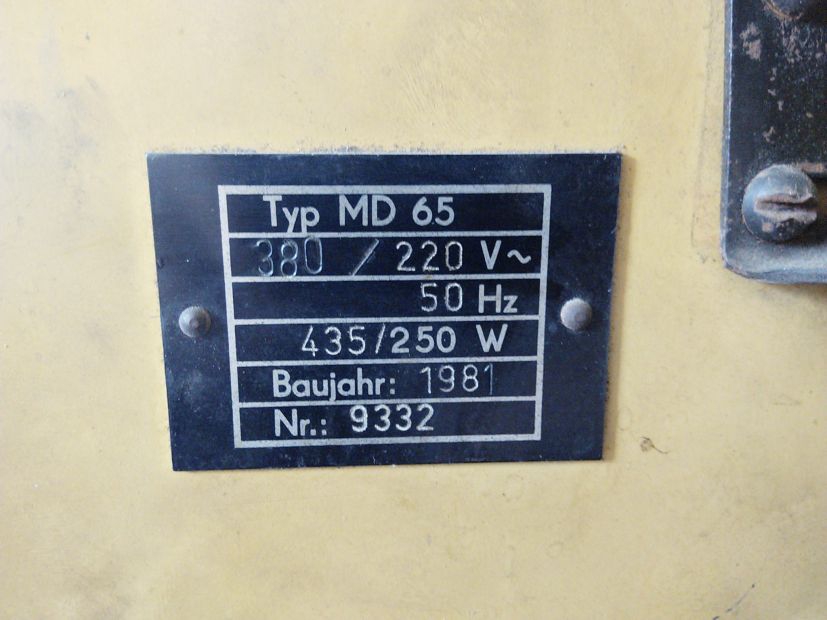 Typ MD 65
380 / 220 V~
50 Hz
435/250 W
Baujahr: 1981
Nr.: 9332